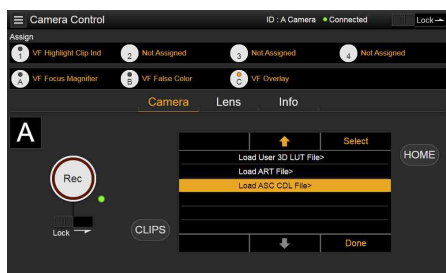 Camera Control
ID : A Camera
Connected
Lock
Assign
1 VF Highlight Clip Ind
2 Not Assigned
3 Not Assigned
4 Not Assigned
A VF Focus Magnifier
B VF False Color
C VF Overlay
Camera Lens Info
A
Select
Load User 3D LUT File>
HOME
Load ART File>
Rec
Load ASC CDL File>
Lock
CLIPS
Done